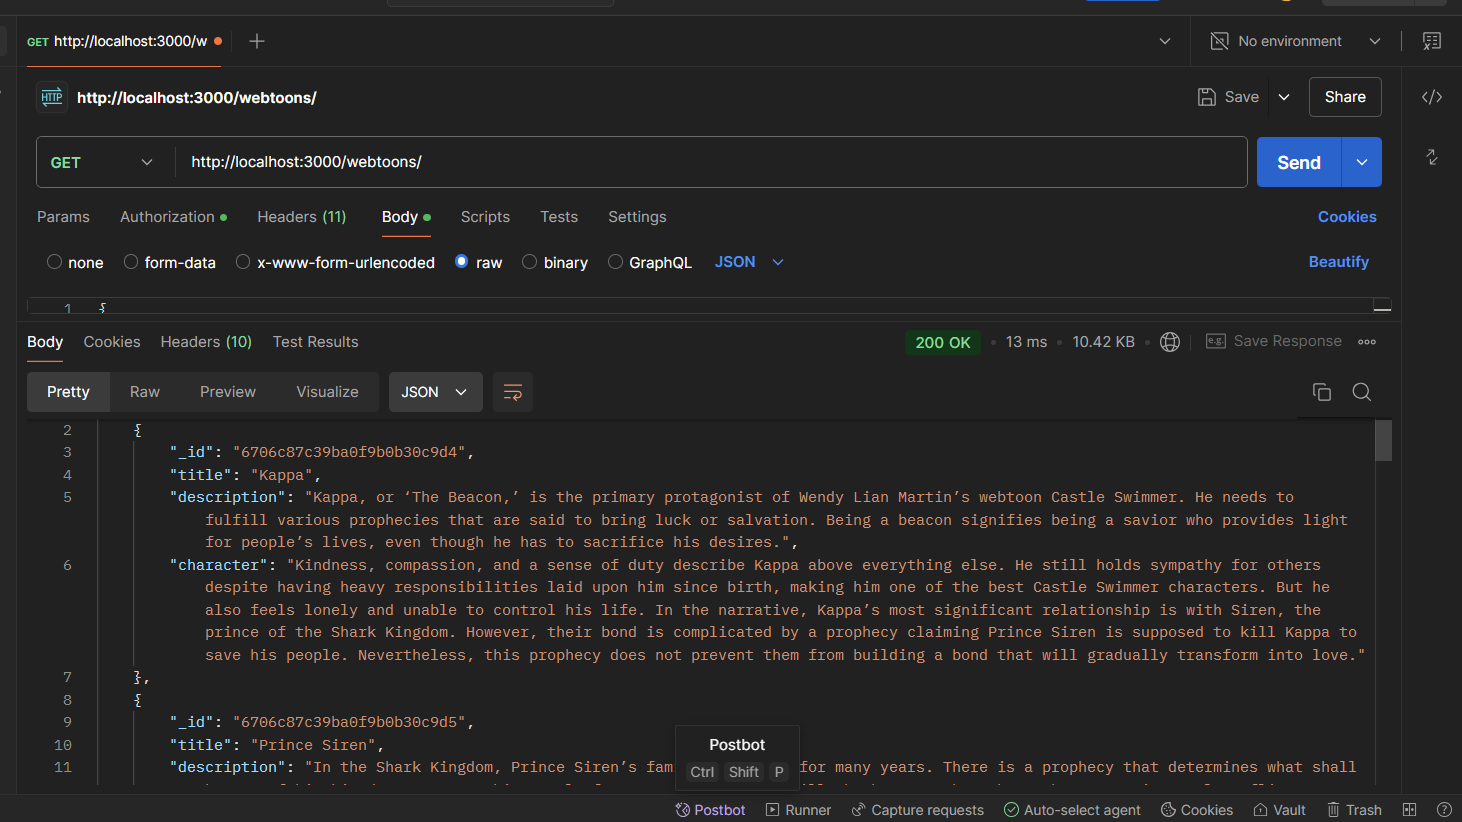 GET http://localhost:3000/w
No environment
HTTP http://localhost:3000/webtoons/
Save
Share
GET http://localhost:3000/webtoons/
Send
Params Authorization Headers (11) Body Scripts Tests Settings
Cookies
none form-data x-www-form-urlencoded raw binary GraphQL JSON
Beautify
1 {
Body Cookies Headers (10) Test Results
200 OK 13 ms 10.42 KB e.g. Save Response
Pretty Raw Preview Visualize JSON
2 {
3 "_id": "6706c87c39ba0f9b0b30c9d4",
4 "title": "Kappa",
5 "description": "Kappa, or ‘The Beacon,’ is the primary protagonist of Wendy Lian Martin’s webtoon Castle Swimmer. He needs to
fulfill various prophecies that are said to bring luck or salvation. Being a beacon signifies being a savior who provides light
for people’s lives, even though he has to sacrifice his desires.",
6 "character": "Kindness, compassion, and a sense of duty describe Kappa above everything else. He still holds sympathy for others
despite having heavy responsibilities laid upon him since birth, making him one of the best Castle Swimmer characters. But he
also feels lonely and unable to control his life. In the narrative, Kappa’s most significant relationship is with Siren, the
prince of the Shark Kingdom. However, their bond is complicated by a prophecy claiming Prince Siren is supposed to kill Kappa to
save his people. Nevertheless, this prophecy does not prevent them from building a bond that will gradually transform into love."
7 },
8 {
9 "_id": "6706c87c39ba0f9b0b30c9d5",
10 "title": "Prince Siren",
11 "description": "In the Shark Kingdom, Prince Siren’s fam for many years. There is a prophecy that determines what shall
Postbot
Ctrl Shift P
Postbot Runner Capture requests Auto-select agent Cookies Vault Trash